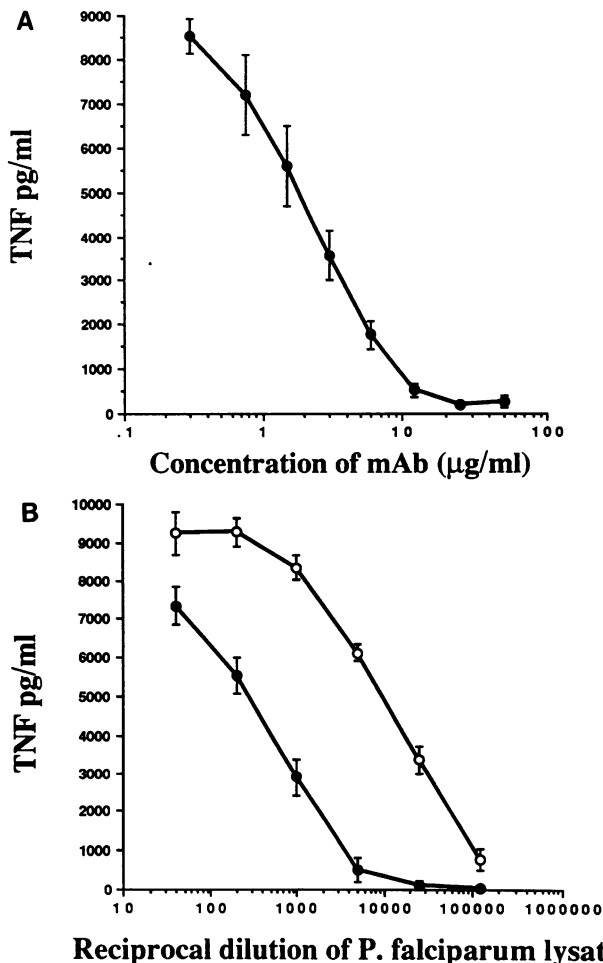 A
9000
8000
7000
6000
5000
4000
3000
2000
1000
0
TNF pg/ml
.1 1 10 100
Concentration of mAb (µg/ml)
B
10000
9000
8000
7000
6000
5000
4000
3000
2000
1000
0
TNF pg/ml
10 100 1000 10000 100000 1000000
Reciprocal dilution of P. falciparum lysat